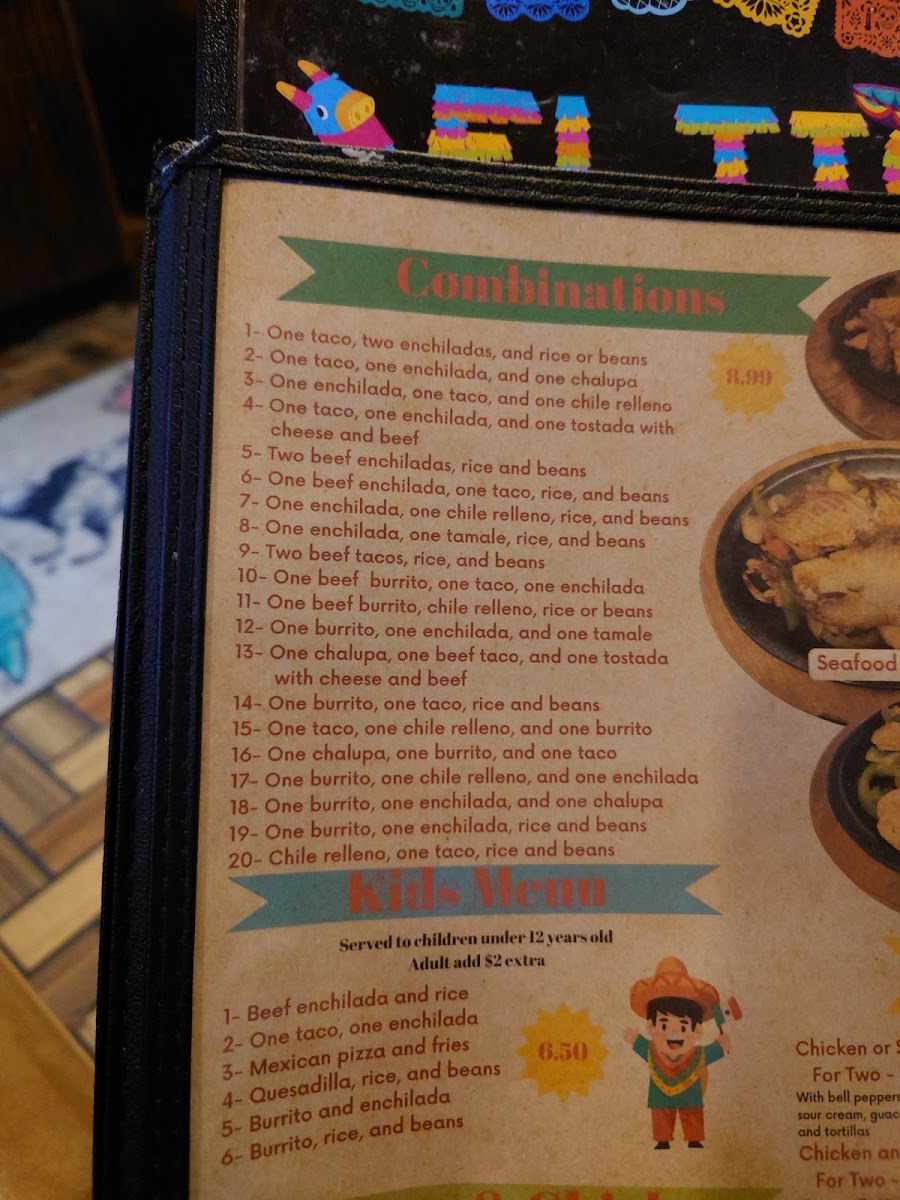 Combinations
1- One taco, two enchiladas, and rice or beans
2- One taco, one enchilada, and one chalupa
3- One enchilada, one taco, and one chile relleno
4- One taco, one enchilada, and one tostada with
cheese and beef
5- Two beef enchiladas, rice and beans
6- One beef enchilada, one taco, rice, and beans
7- One enchilada, one chile relleno, rice, and beans
8- One enchilada, one tamale, rice, and beans
9- Two beef tacos, rice, and beans
10- One beef burrito, one taco, one enchilada
11- One beef burrito, chile relleno, rice or beans
12- One burrito, one enchilada, and one tamale
13- One chalupa, one beef taco, and one tostada
with cheese and beef
14- One burrito, one taco, rice and beans
15- One taco, one chile relleno, and one burrito
16- One chalupa, one burrito, and one taco
17- One burrito, one chile relleno, and one enchilada
18- One burrito, one enchilada, and one chalupa
19- One burrito, one enchilada, rice and beans
20- Chile relleno, one taco, rice and beans
8.99
Kids Menu
Served to children under 12 years old
Adult add $2 extra
1- Beef enchilada and rice
2- One taco, one enchilada
3- Mexican pizza and fries
4- Quesadilla, rice, and beans
5- Burrito and enchilada
6- Burrito, rice, and beans
6.50
Seafood
Chicken or
For Two -
With bell peppers
sour cream,
and tortillas
Chicken
For Two -